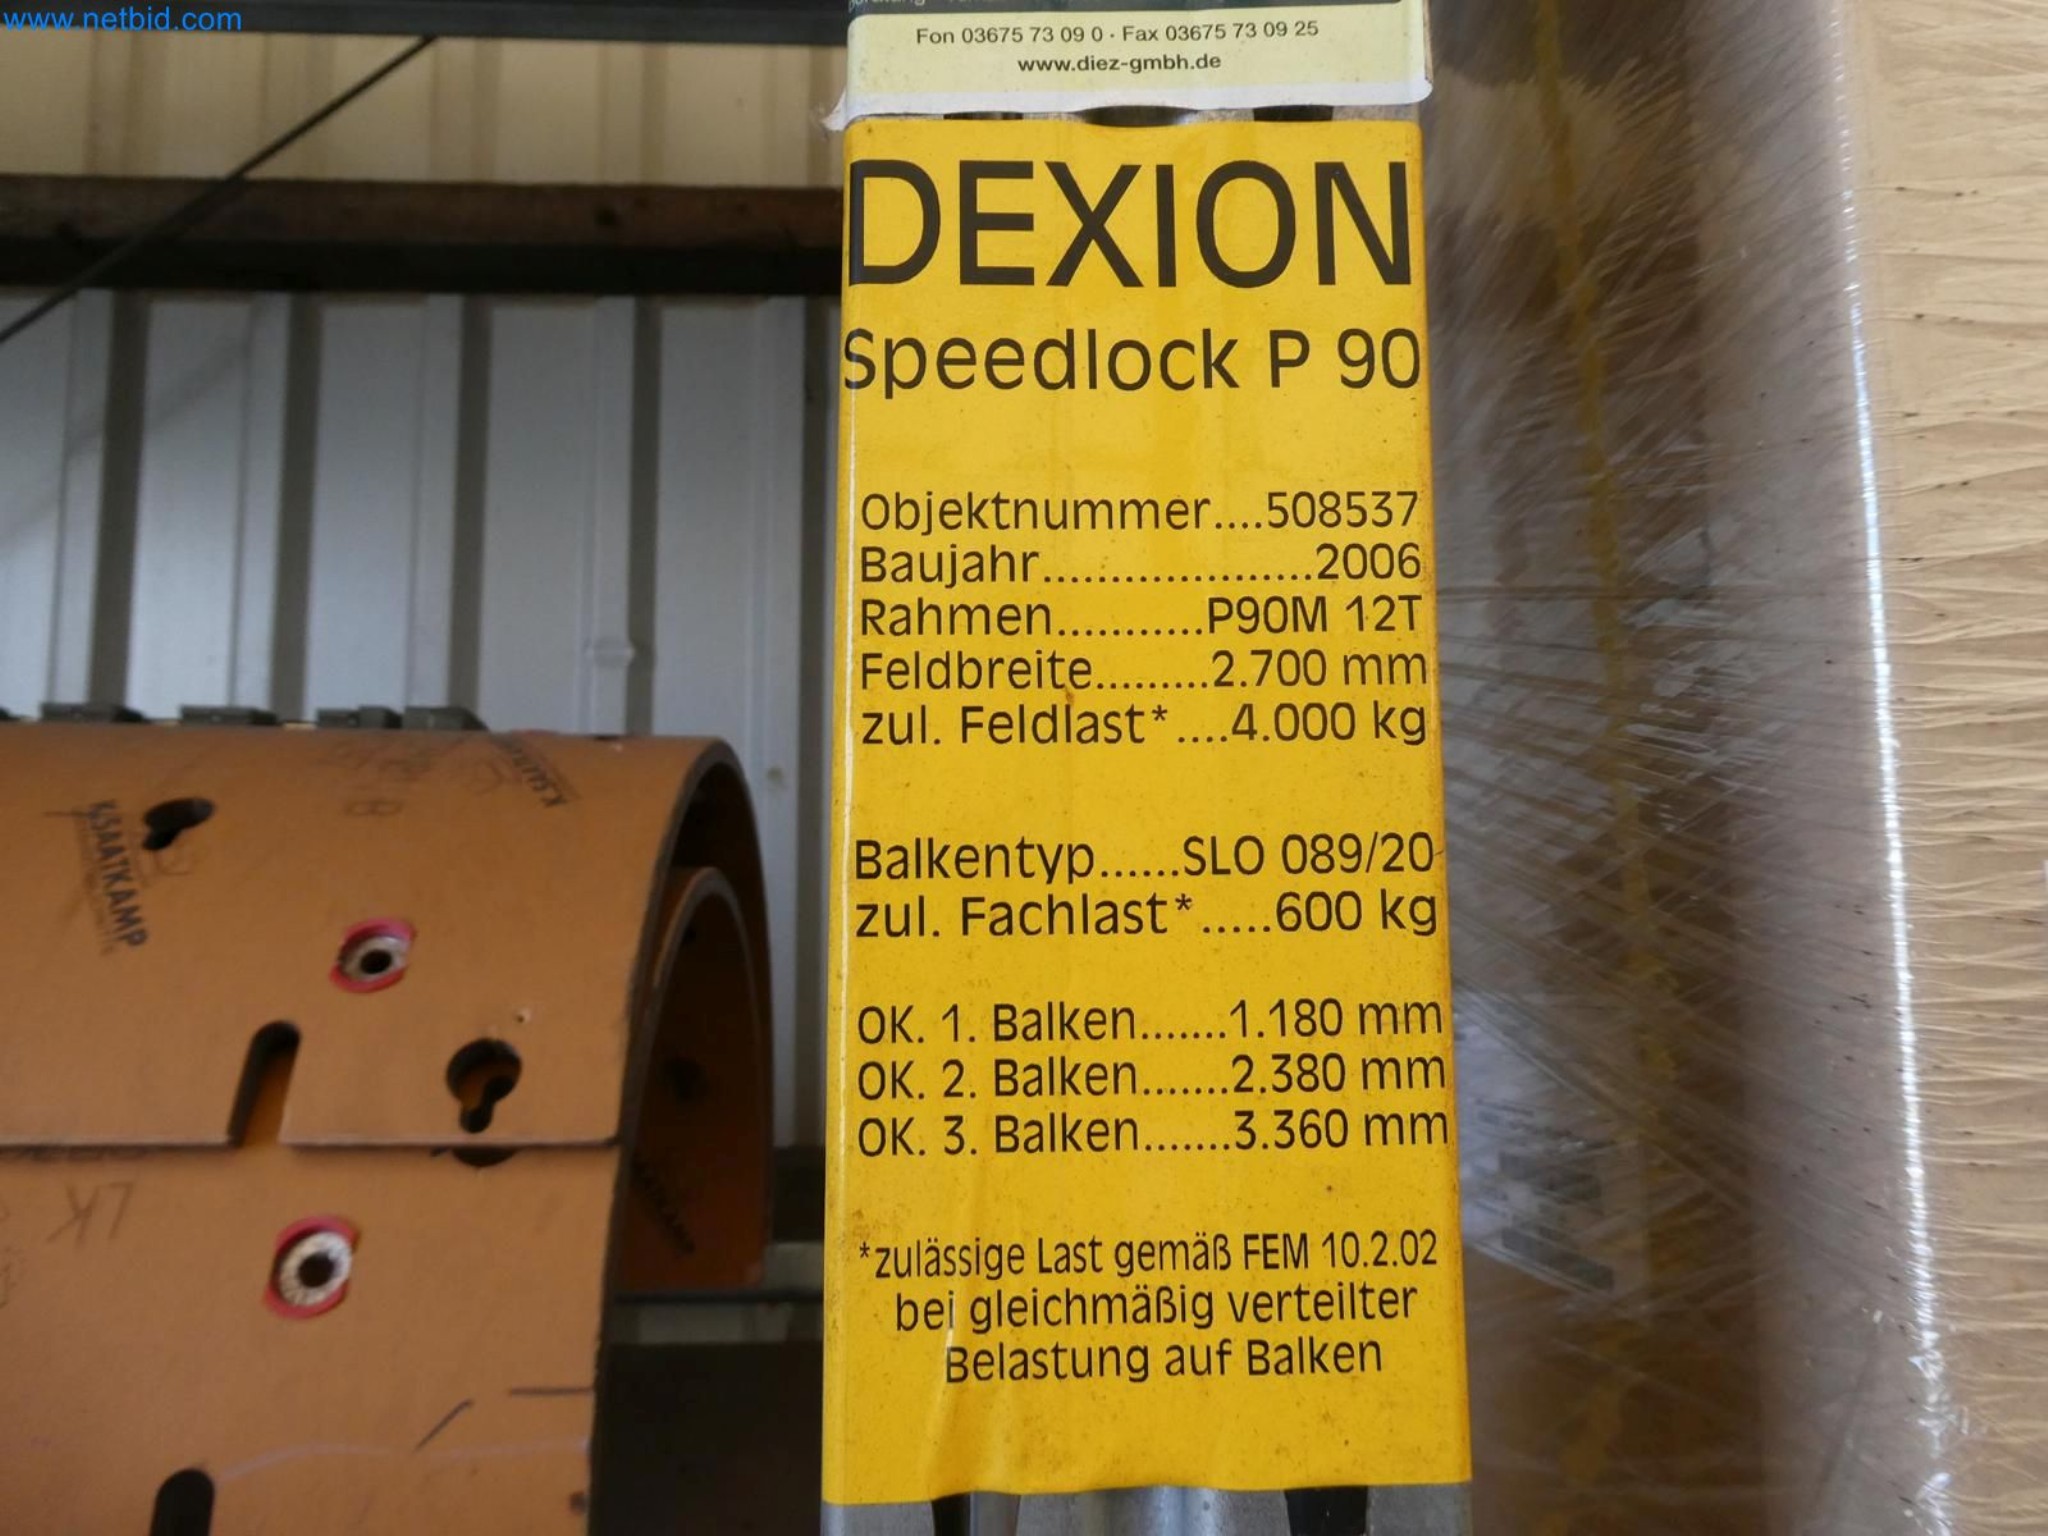 www.netbid.com
Fon 03675 73 09 0 · Fax 03675 73 09 25
www.diez-gmbh.de
DEXION
Speedlock P 90
Objektnummer....508537
Baujahr....................2006
Rahmen...........P90M 12T
Feldbreite.........2.700 mm
zul. Feldlast*....4.000 kg
Balkentyp......SLO 089/20
zul. Fachlast*.....600 kg
OK. 1. Balken.......1.180 mm
OK. 2. Balken.......2.380 mm
OK. 3. Balken.......3.360 mm
*zulässige Last gemäß FEM 10.2.02
bei gleichmäßig verteilter
Belastung auf Balken
LK